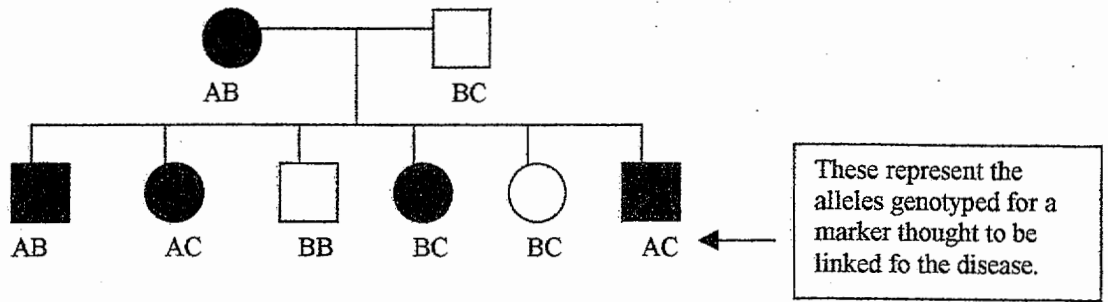 AB
BC
AB
AC
BB
BC
BC
AC
These represent the
alleles genotyped for a
marker thought to be
linked fo the disease.